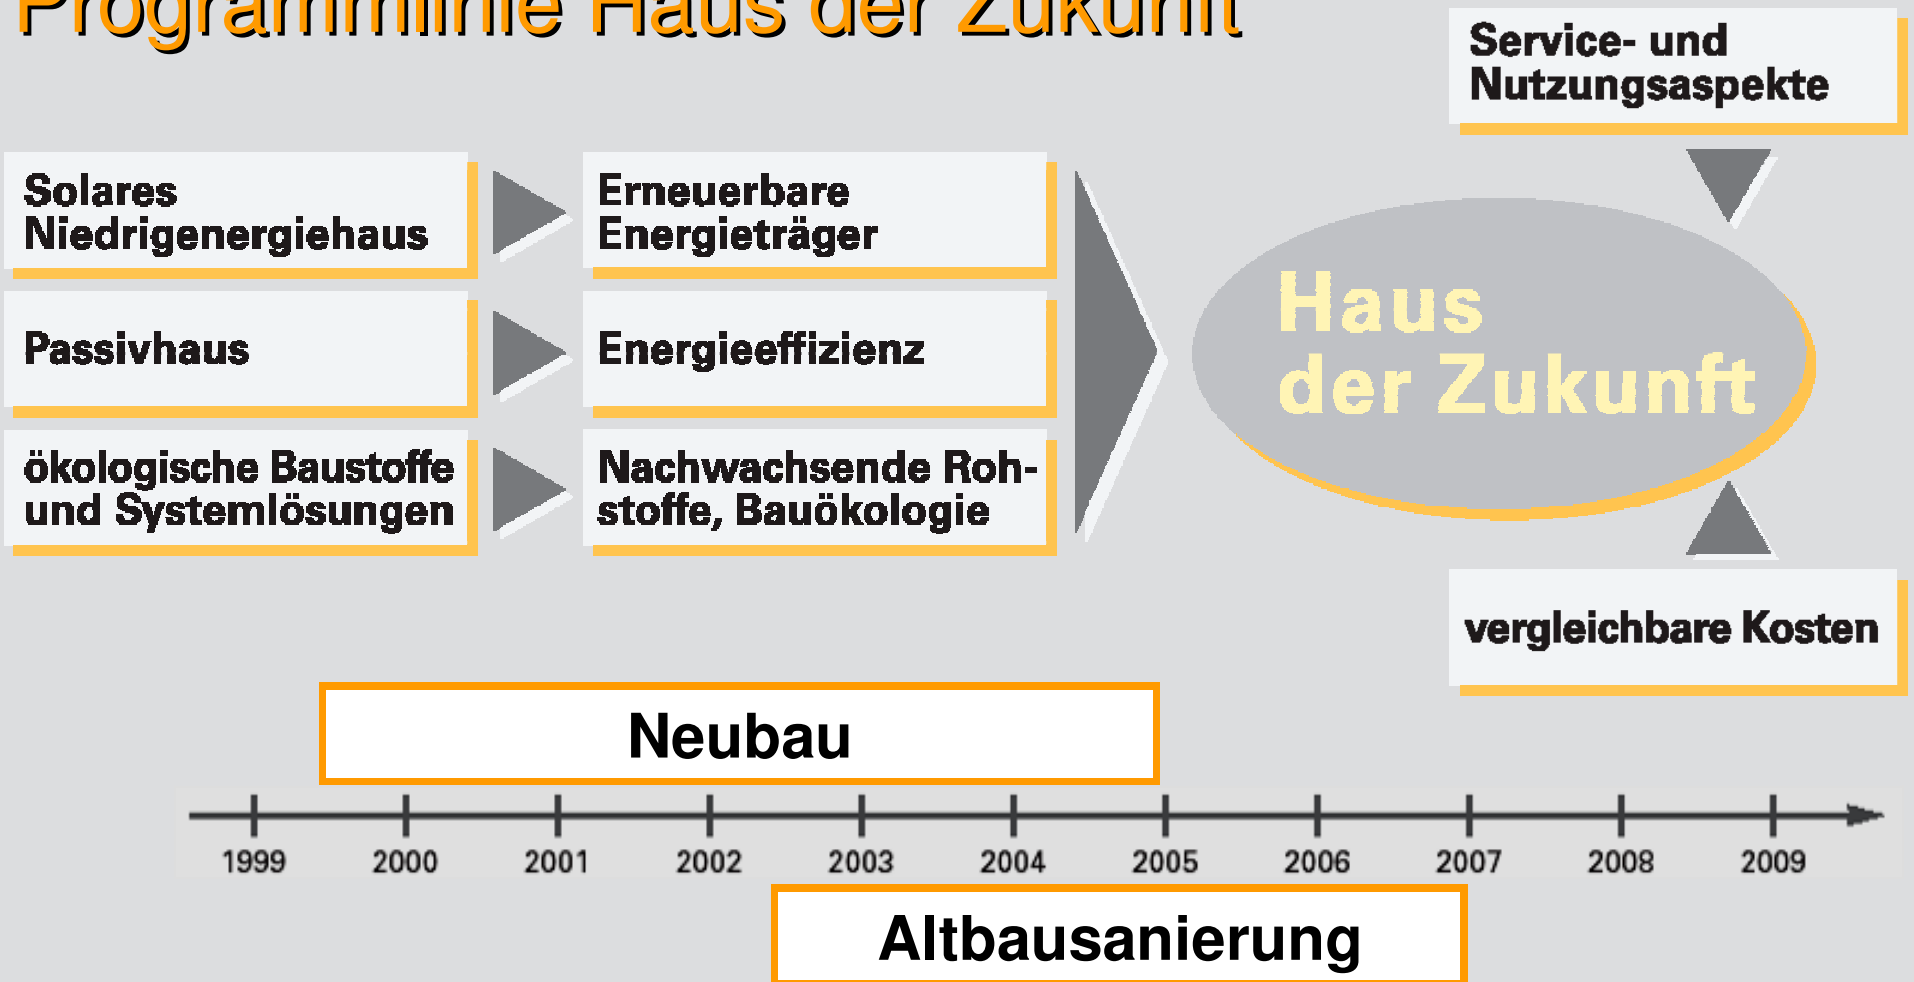 Programmlinie Haus der Zukunft
Service- und
Nutzungsaspekte
Solares
Niedrigenergiehaus
Erneuerbare
Energieträger
Passivhaus
Energieeffizienz
ökologische Baustoffe
und Systemlösungen
Nachwachsende Roh-
stoffe, Bauökologie
Haus
der Zukunft
vergleichbare Kosten
Neubau
1999 2000 2001 2002 2003 2004 2005 2006 2007 2008 2009
Altbausanierung